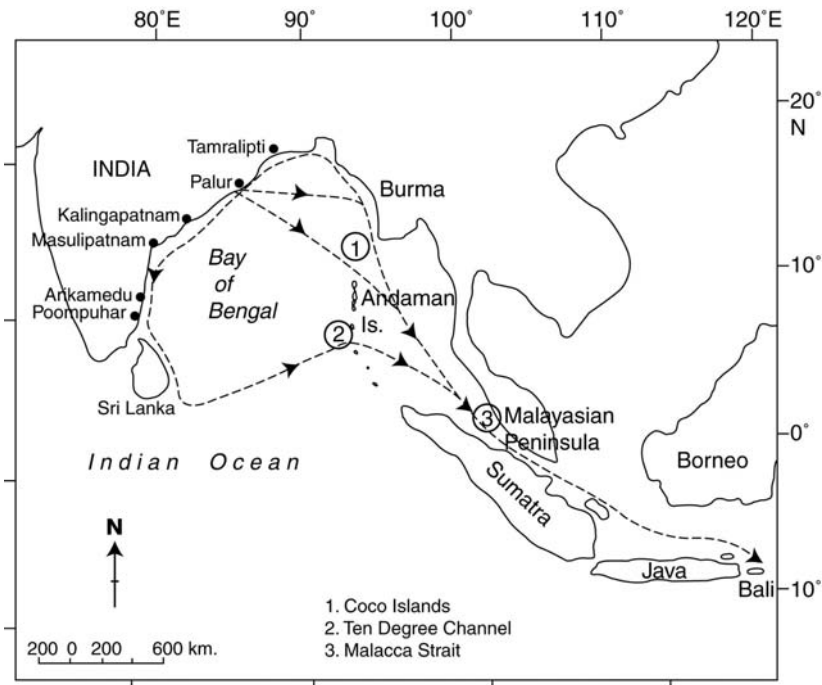 80° E
90°
100°
110°
120° E
20°
N
Tamralipti
INDIA
Palur
Burma
Kalingapatnam
Masulipatnam
1
Bay
of
Bengal
10°
Arikamedu
Poompuhar
Andaman
Is.
2
Sri Lanka
3
Malayasian
Peninsula
0°
Indian Ocean
Borneo
Sumatra
N
Java
Bali
10°
1. Coco Islands
2. Ten Degree Channel
3. Malacca Strait
200 0 200 600 km.